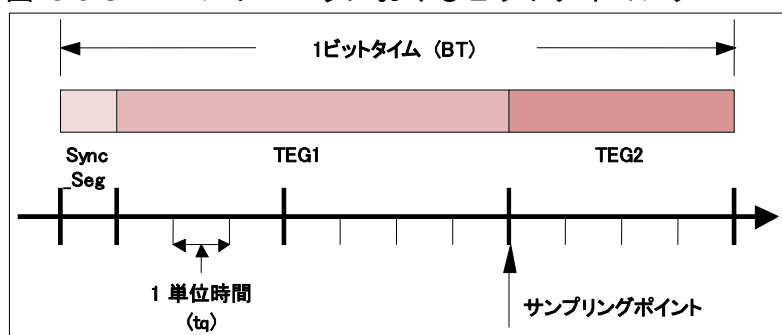 1ビットタイム (BT)
Sync
_Seg
TEG1
TEG2
1 単位時間
(tq)
サンプリングポイント